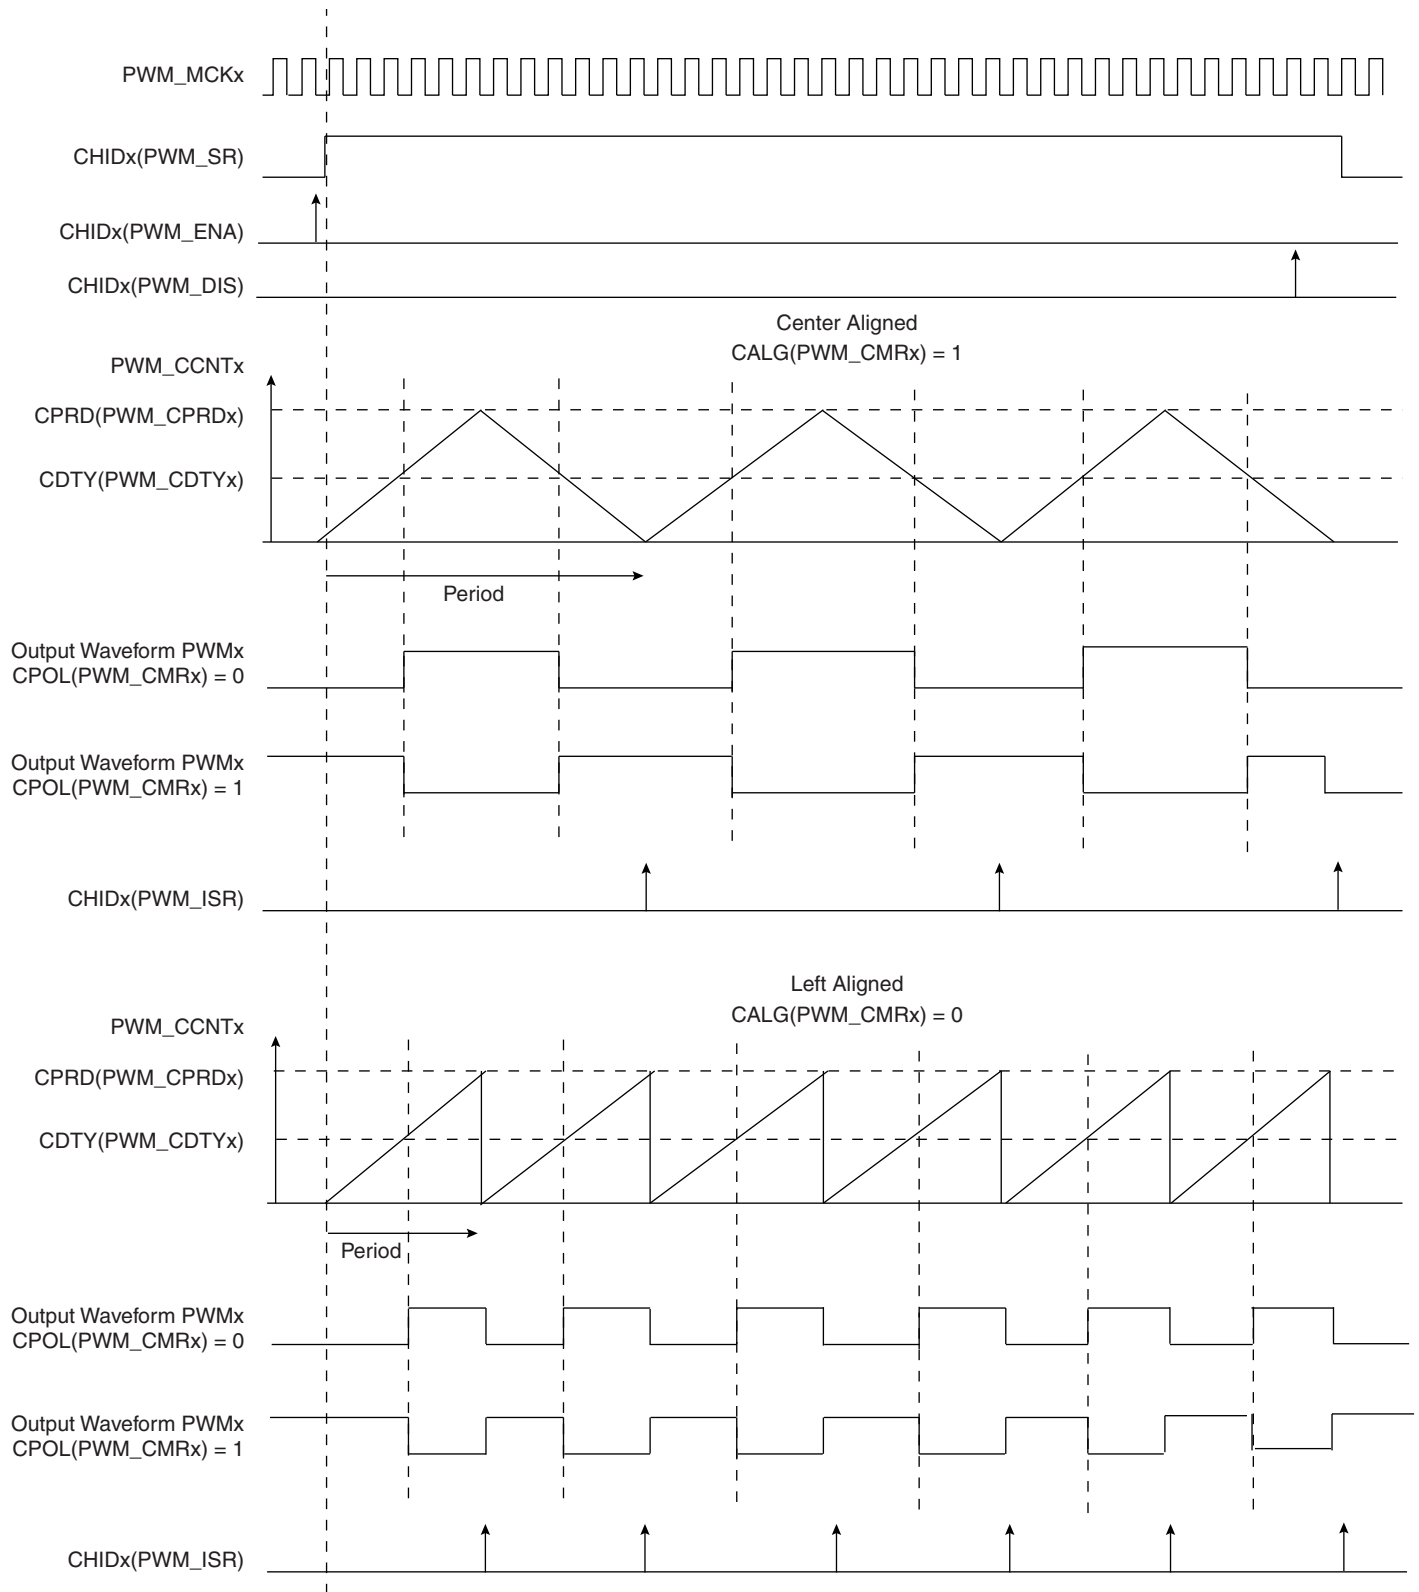 PWM_MCKx
CHIDx(PWM_SR)
CHIDx(PWM_ENA)
CHIDx(PWM_DIS)
Center Aligned
CALG(PWM_CMRx) = 1
PWM_CCNTx
CPRD(PWM_CPRDx)
CDTY(PWM_CDTYx)
Period
Output Waveform PWMx
CPOL(PWM_CMRx) = 0
Output Waveform PWMx
CPOL(PWM_CMRx) = 1
CHIDx(PWM_ISR)
Left Aligned
CALG(PWM_CMRx) = 0
PWM_CCNTx
CPRD(PWM_CPRDx)
CDTY(PWM_CDTYx)
Period
Output Waveform PWMx
CPOL(PWM_CMRx) = 0
Output Waveform PWMx
CPOL(PWM_CMRx) = 1
CHIDx(PWM_ISR)